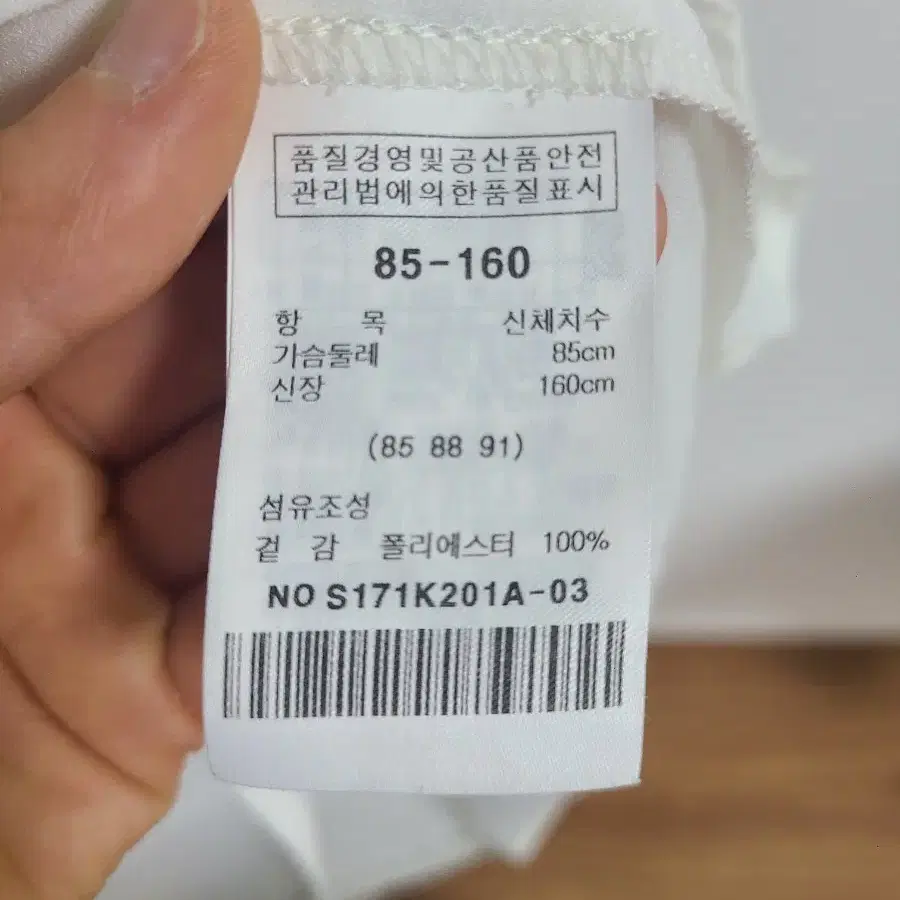 품질경영및공산품안전
관리법에의한품질표시
85-160
항 목 신체치수
가슴둘레 85cm
신장 160cm
(85 88 91)
섬유조성
겉 감 폴리에스터 100%
NO S171K201A-03